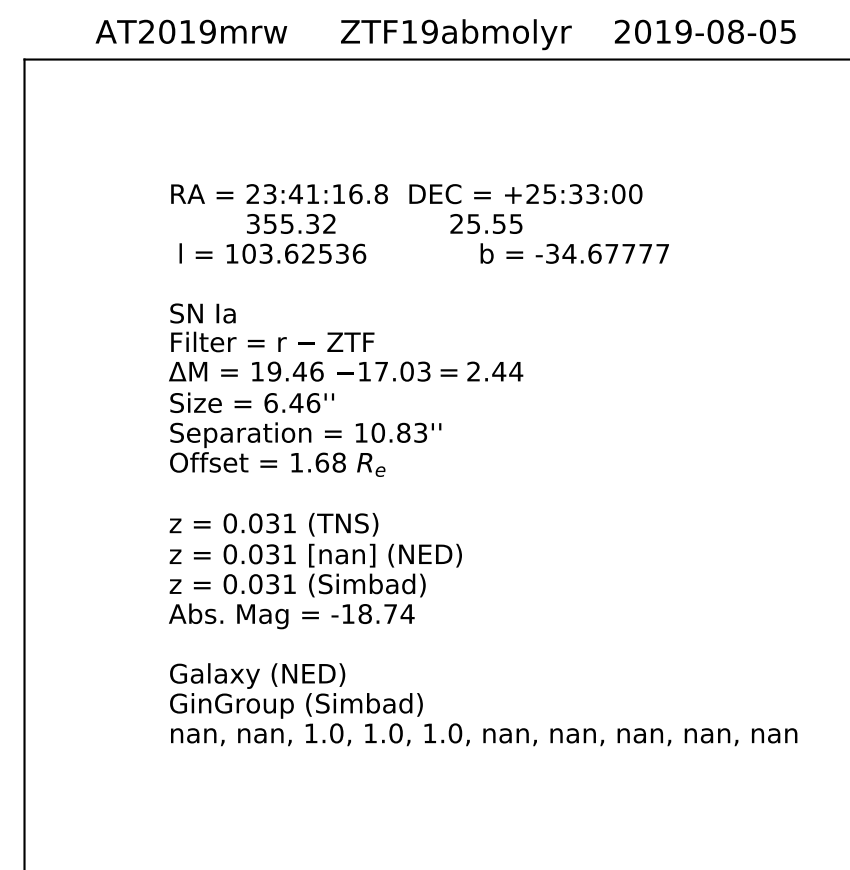 AT2019mrw ZTF19abmolyr 2019-08-05
RA = 23:41:16.8 DEC = +25:33:00
355.32 25.55
l = 103.62536 b = -34.67777
SN Ia
Filter = r − ZTF
ΔM = 19.46 −17.03 = 2.44
Size = 6.46''
Separation = 10.83''
Offset = 1.68 Re
z = 0.031 (TNS)
z = 0.031 [nan] (NED)
z = 0.031 (Simbad)
Abs. Mag = -18.74
Galaxy (NED)
GinGroup (Simbad)
nan, nan, 1.0, 1.0, 1.0, nan, nan, nan, nan, nan